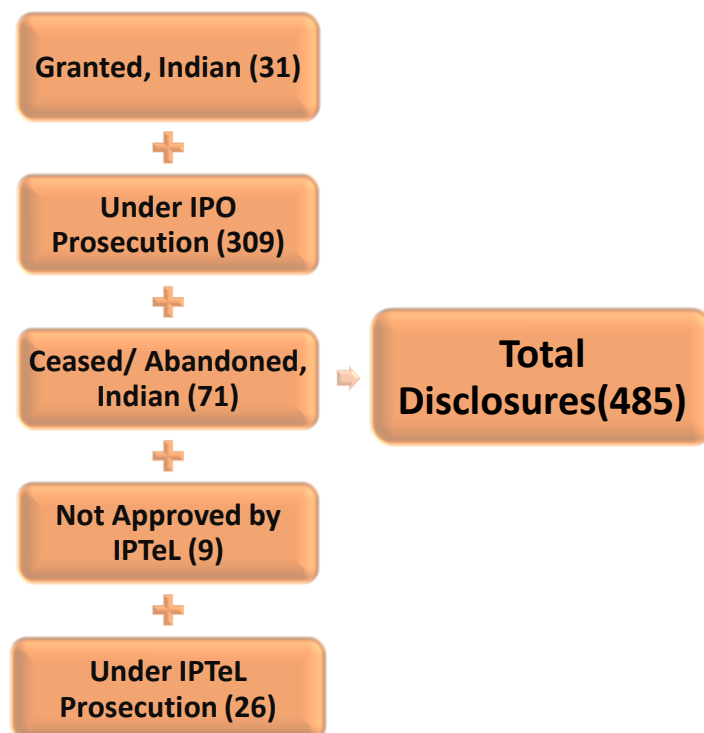 Granted, Indian (31)
Under IPO
Prosecution (309)
Ceased/ Abandoned,
Indian (71)
Total
Disclosures(485)
Not Approved by
IPTeL (9)
Under IPTeL
Prosecution (26)